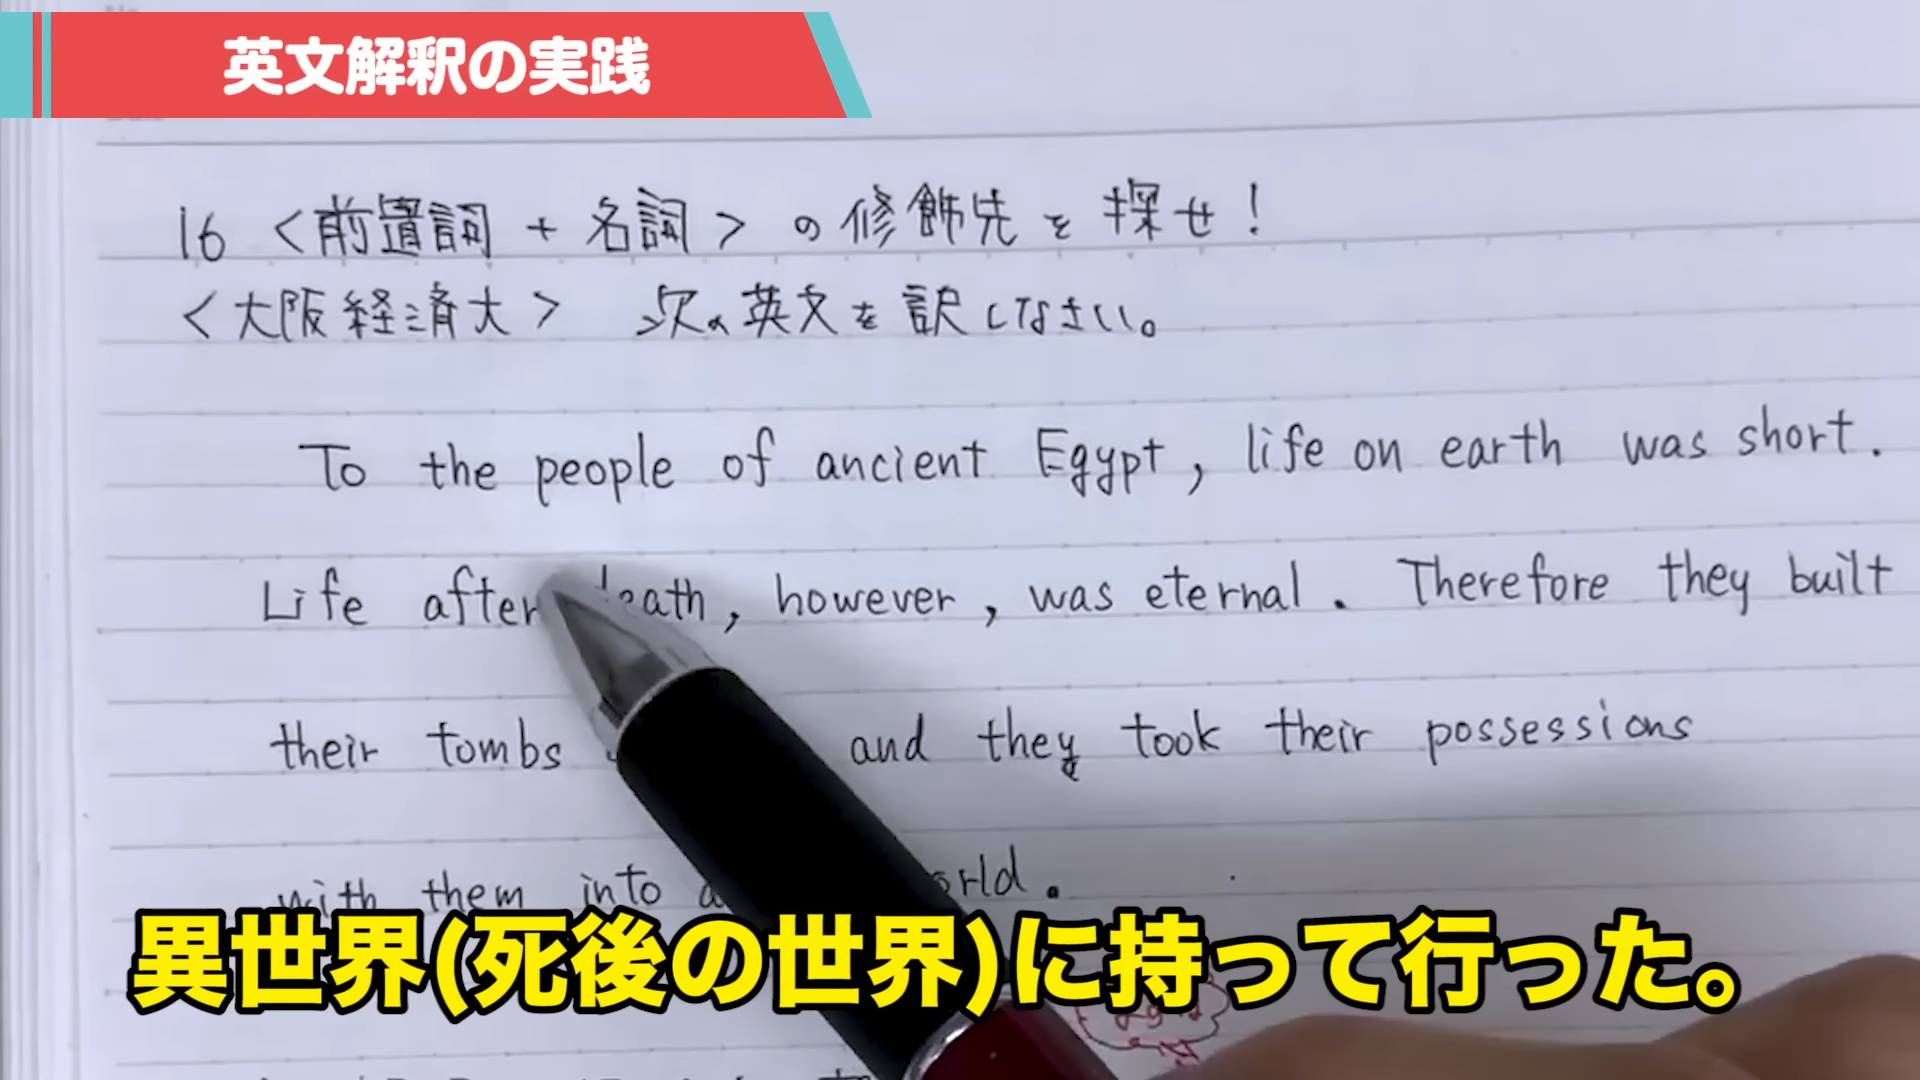 英文解釈の実践
16 <前置詞 + 名詞> の修飾先を探せ！
<大阪経済大> 次の英文を訳しなさい。
To the people of ancient Egypt, life on earth was short.
Life after death, however, was eternal. Therefore they built
their tombs and they took their possessions
with them into
異世界(死後の世界)に持って行った。